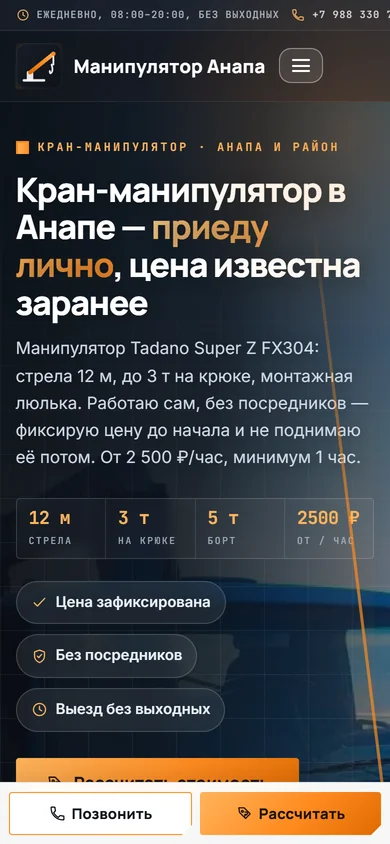 ЕЖЕДНЕВНО, 08:00–20:00, БЕЗ ВЫХОДНЫХ +7 988 330
Манипулятор Анапа
КРАН-МАНИПУЛЯТОР · АНАПА И РАЙОН
Кран-манипулятор в
Анапе — приеду
лично, цена известна
заранее
Манипулятор Tadano Super Z FX304:
стрела 12 м, до 3 т на крюке, монтажная
люлька. Работаю сам, без посредников —
фиксирую цену до начала и не поднимаю
её потом. От 2 500 ₽/час, минимум 1 час.
12 м 3 т 5 т 2500 ₽
СТРЕЛА НА КРЮКЕ БОРТ ОТ / ЧАС
Цена зафиксирована
Без посредников
Выезд без выходных
Рассчитать стоимость
Позвонить Рассчитать